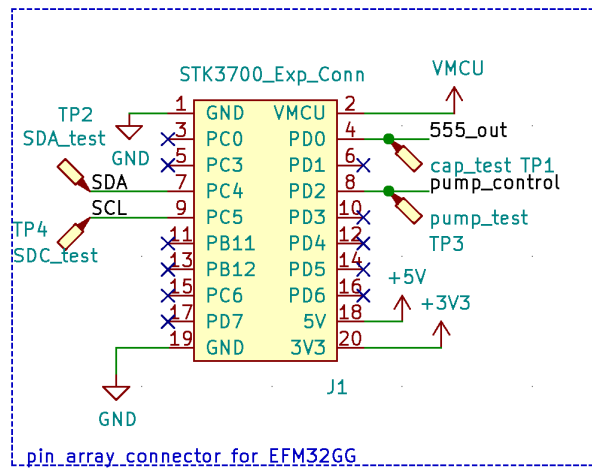 STK3700_Exp_Conn
VMCU
TP2
SDA_test
GND
1 GND VMCU 2
3 PC0 PD0 4 555_out
5 PC3 PD1 6
cap_test TP1
SDA 7 PC4 PD2 8 pump_control
SCL 9 PC5 PD3 10
pump_test
TP4
TP3
11 PB11 PD4 12
SDC_test
13 PB12 PD5 14
+5V
15 PC6 PD6 16
+3V3
17 PD7 5V 18
19 GND 3V3 20
J1
GND
pin array connector for EFM32GG